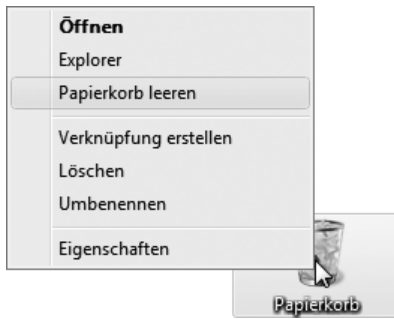 Öffnen
Explorer
Papierkorb leeren
Verknüpfung erstellen
Löschen
Umbenennen
Eigenschaften
Papierkorb